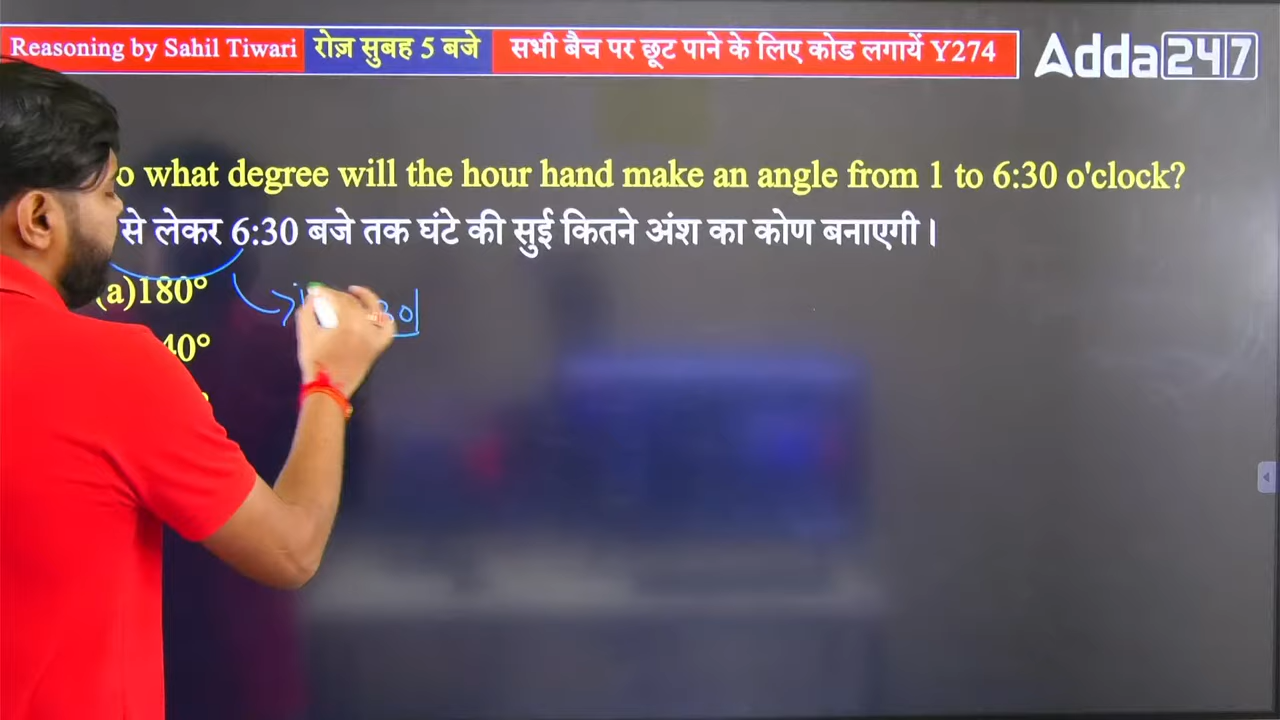 Reasoning by Sahil Tiwari रोज़ सुबह 5 बजे सभी बैच पर छूट पाने के लिए कोड लगायें Y274 Adda247
what degree will the hour hand make an angle from 1 to 6:30 o'clock?
से लेकर 6:30 बजे तक घंटे की सुई कितने अंश का कोण बनाएगी।
(a)180°
40°